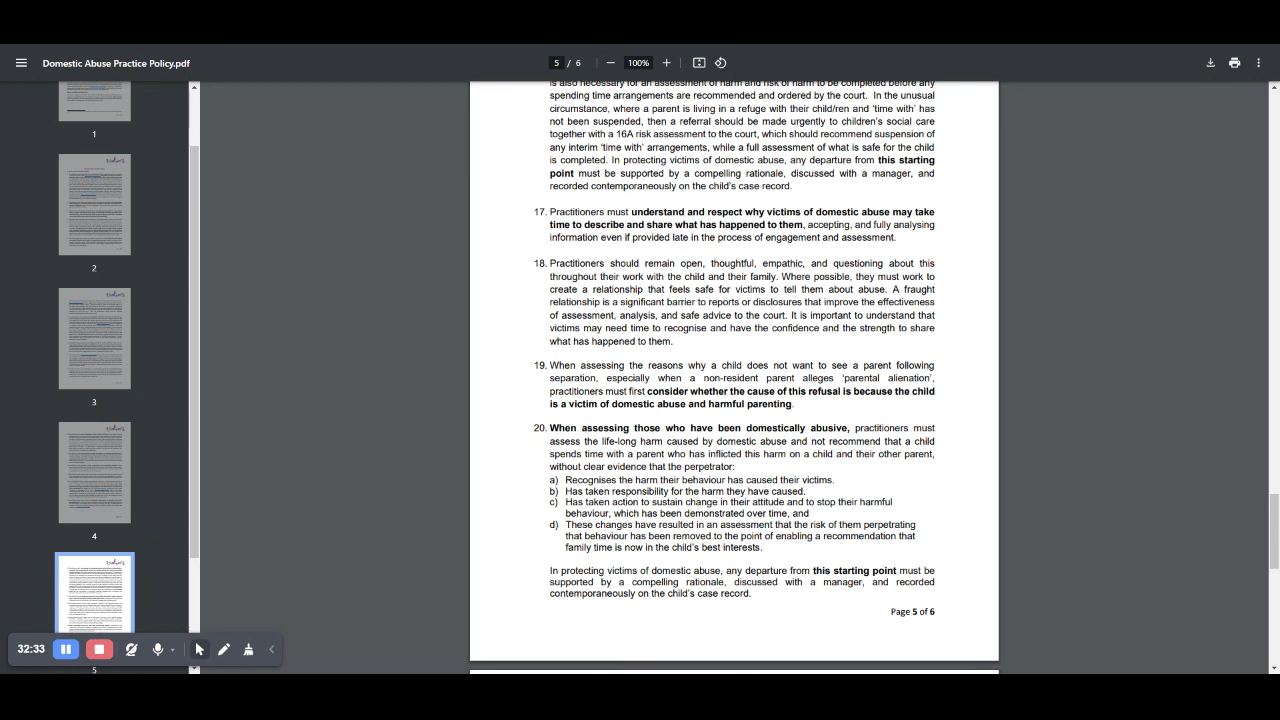 Domestic Abuse Practice Policy.pdf
5 / 6
100%
1
2
3
4
5
is also necessary for an assessment of harm and risk of harm to be completed before any
spending time arrangements are recommended and ordered by the court. In the unusual
circumstance, where a parent is living in a refuge with their child/ren and ‘time with’ has
not been suspended, then a referral should be made urgently to children’s social care
together with a 16A risk assessment to the court, which should recommend suspension of
any interim ‘time with’ arrangements, while a full assessment of what is safe for the child
is completed. In protecting victims of domestic abuse, any departure from this starting
point must be supported by a compelling rationale, discussed with a manager, and
recorded contemporaneously on the child’s case record.
17. Practitioners must understand and respect why victims of domestic abuse may take
time to describe and share what has happened to them, accepting, and fully analysing
information even if provided late in the process of engagement and assessment.
18. Practitioners should remain open, thoughtful, empathic, and questioning about this
throughout their work with the child and their family. Where possible, they must work to
create a relationship that feels safe for victims to tell them about abuse. A fraught
relationship is a significant barrier to reports or disclosures that improve the effectiveness
of assessment, analysis, and safe advice to the court. It is important to understand that
victims may need time to recognise and have the confidence and the strength to share
what has happened to them.
19. When assessing the reasons why a child does not want to see a parent following
separation, especially when a non-resident parent alleges ‘parental alienation’,
practitioners must first consider whether the cause of this refusal is because the child
is a victim of domestic abuse and harmful parenting.
20. When assessing those who have been domestically abusive, practitioners must
assess the life-long harm caused by domestic abuse and not recommend that a child
spends time with a parent who has inflicted this harm on a child and their other parent,
without clear evidence that the perpetrator:
a) Recognises the harm their behaviour has caused their victims.
b) Has taken responsibility for the harm they have caused.
c) Has taken action to sustain change in their attitude and to stop their harmful
behaviour, which has been demonstrated over time, and
d) These changes have resulted in an assessment that the risk of them perpetrating
that behaviour has been removed to the point of enabling a recommendation that
family time is now in the child’s best interests.
In protecting victims of domestic abuse, any departure from this starting point must be
supported by a compelling rationale, discussed with a manager, and recorded
contemporaneously on the child’s case record.
Page 5 of 6
32:33